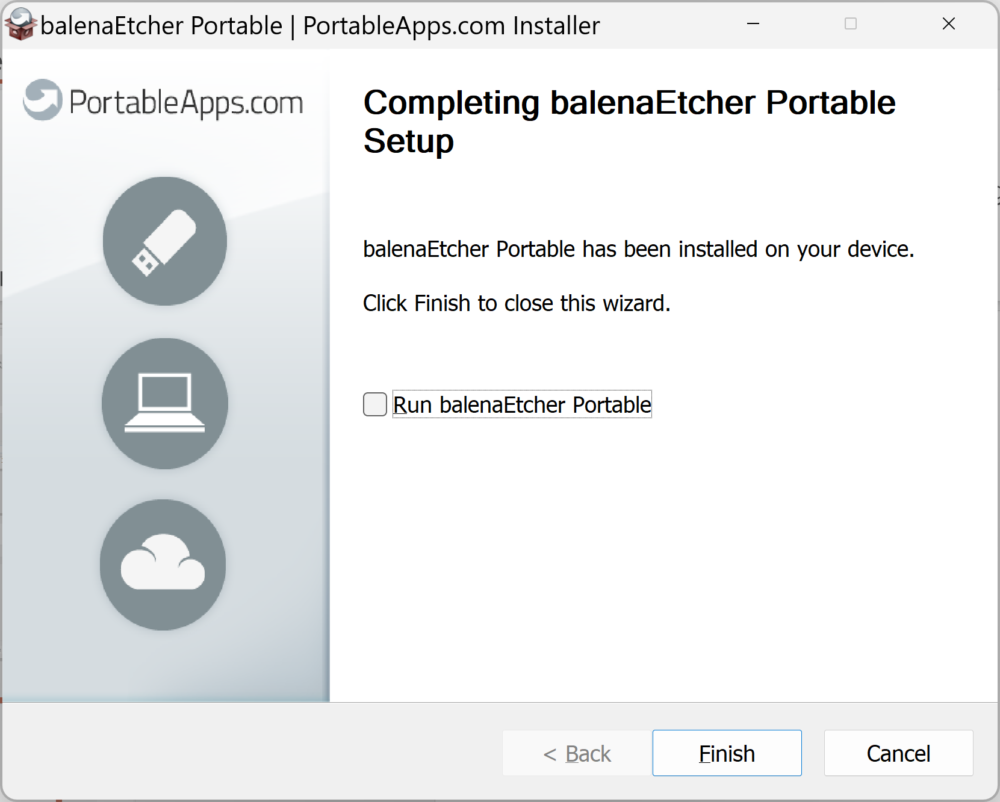 balenaEtcher Portable | PortableApps.com Installer
PortableApps.com
Completing balenaEtcher Portable
Setup
balenaEtcher Portable has been installed on your device.
Click Finish to close this wizard.
Run balenaEtcher Portable
< Back
Finish
Cancel